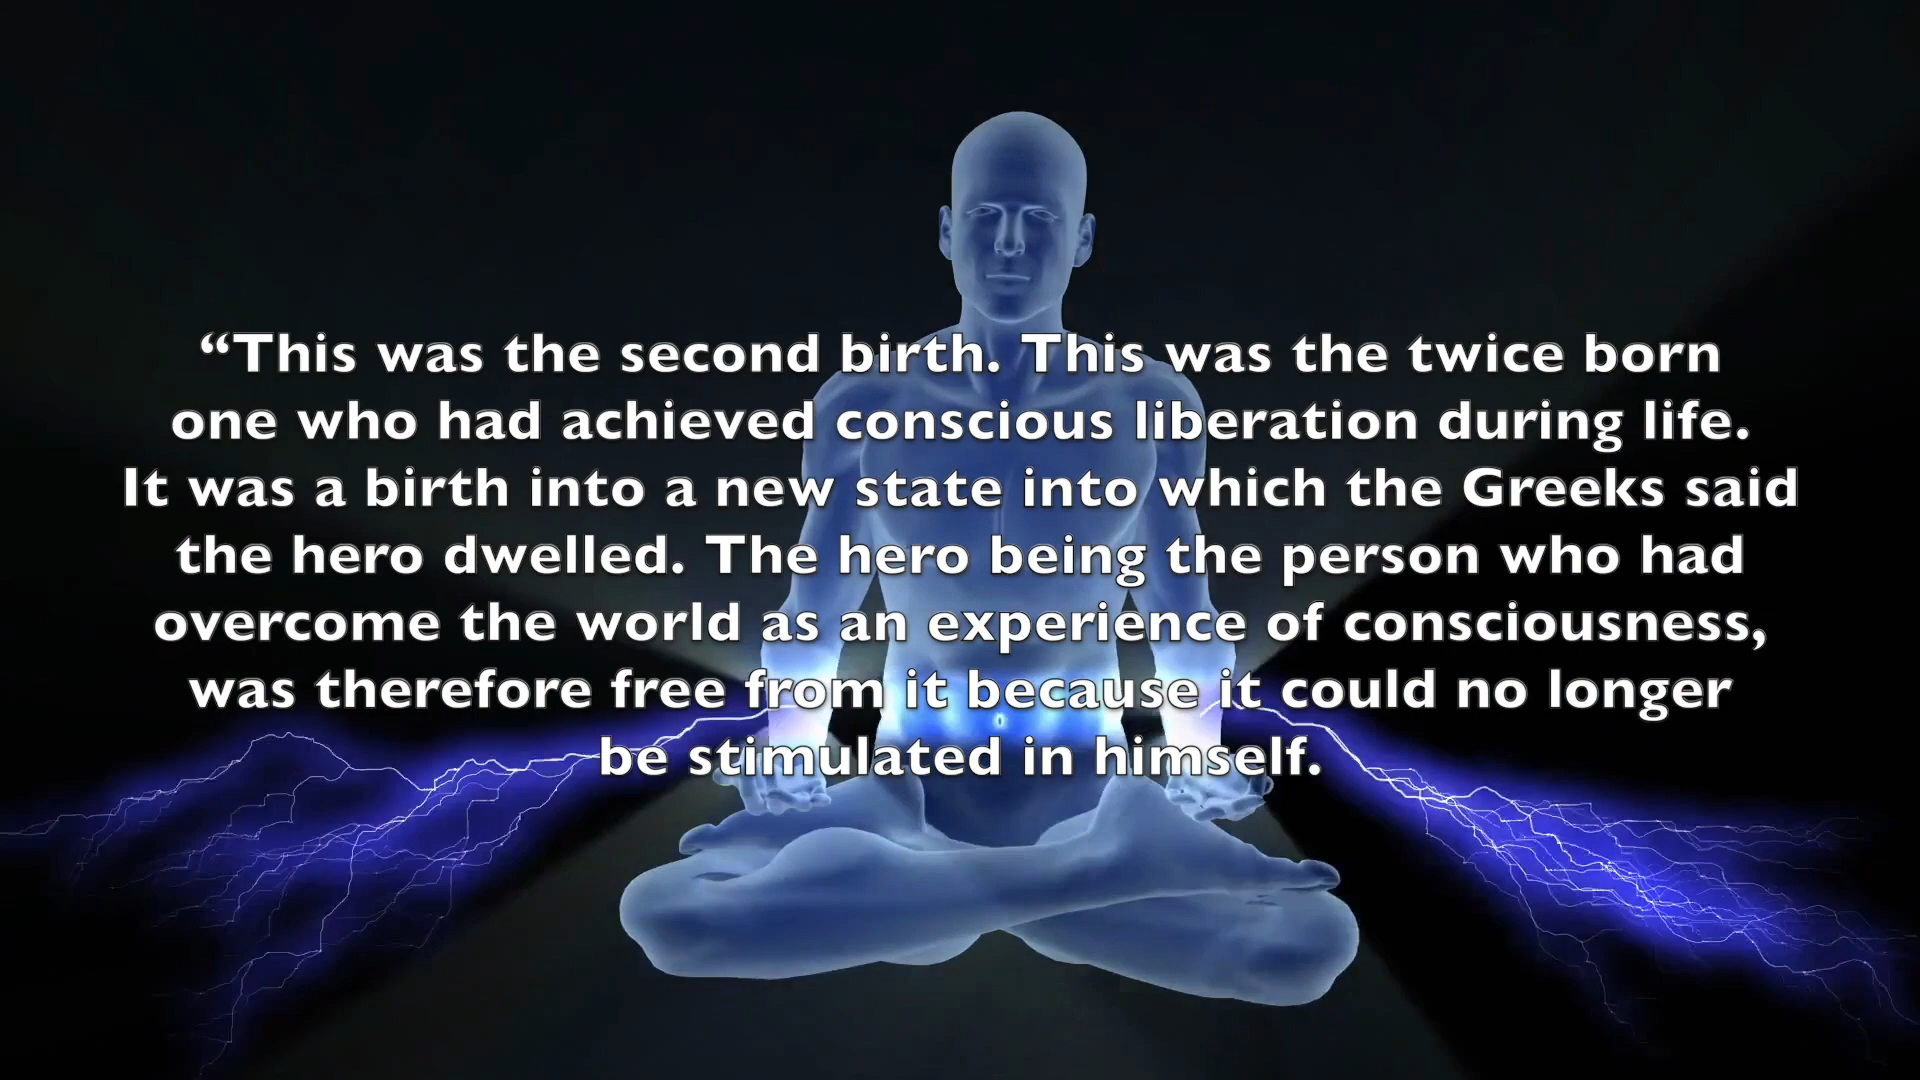 “This was the second birth. This was the twice born
one who had achieved conscious liberation during life.
It was a birth into a new state into which the Greeks said
the hero dwelled. The hero being the person who had
overcome the world as an experience of consciousness,
was therefore free from it because it could no longer
be stimulated in himself.